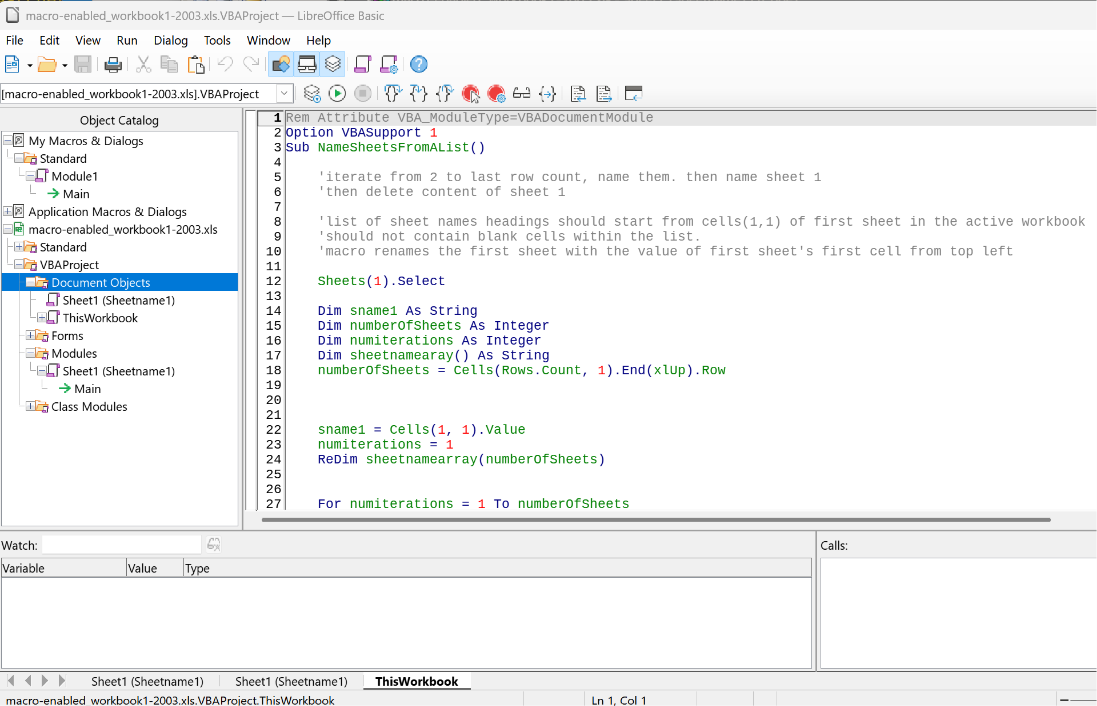 macro-enabled_workbook1-2003.xls.VBAProject — LibreOffice Basic
File Edit View Run Dialog Tools Window Help
[macro-enabled_workbook1-2003.xls].VBAProject
Object Catalog
My Macros & Dialogs
Standard
Module1
Main
Application Macros & Dialogs
macro-enabled_workbook1-2003.xls
Standard
VBAProject
Document Objects
Sheet1 (Sheetname1)
ThisWorkbook
Forms
Modules
Sheet1 (Sheetname1)
Main
Class Modules
1 Rem Attribute VBA_ModuleType=VBADocumentModule
2 Option VBASupport 1
3 Sub NameSheetsFromAList()
4
5 'iterate from 2 to last row count, name them. then name sheet 1
6 'then delete content of sheet 1
7
8 'list of sheet names headings should start from cells(1,1) of first sheet in the active workbook
9 'should not contain blank cells within the list.
10 'macro renames the first sheet with the value of first sheet's first cell from top left
11
12 Sheets(1).Select
13
14 Dim sname1 As String
15 Dim numberOfSheets As Integer
16 Dim numiterations As Integer
17 Dim sheetnamearay() As String
18 numberOfSheets = Cells(Rows.Count, 1).End(xlUp).Row
19
20
21
22 sname1 = Cells(1, 1).Value
23 numiterations = 1
24 ReDim sheetnamearray(numberOfSheets)
25
26
27 For numiterations = 1 To numberOfSheets
Watch:
Variable Value Type
Calls:
Sheet1 (Sheetname1) Sheet1 (Sheetname1) ThisWorkbook
macro-enabled_workbook1-2003.xls.VBAProject.ThisWorkbook Ln 1, Col 1